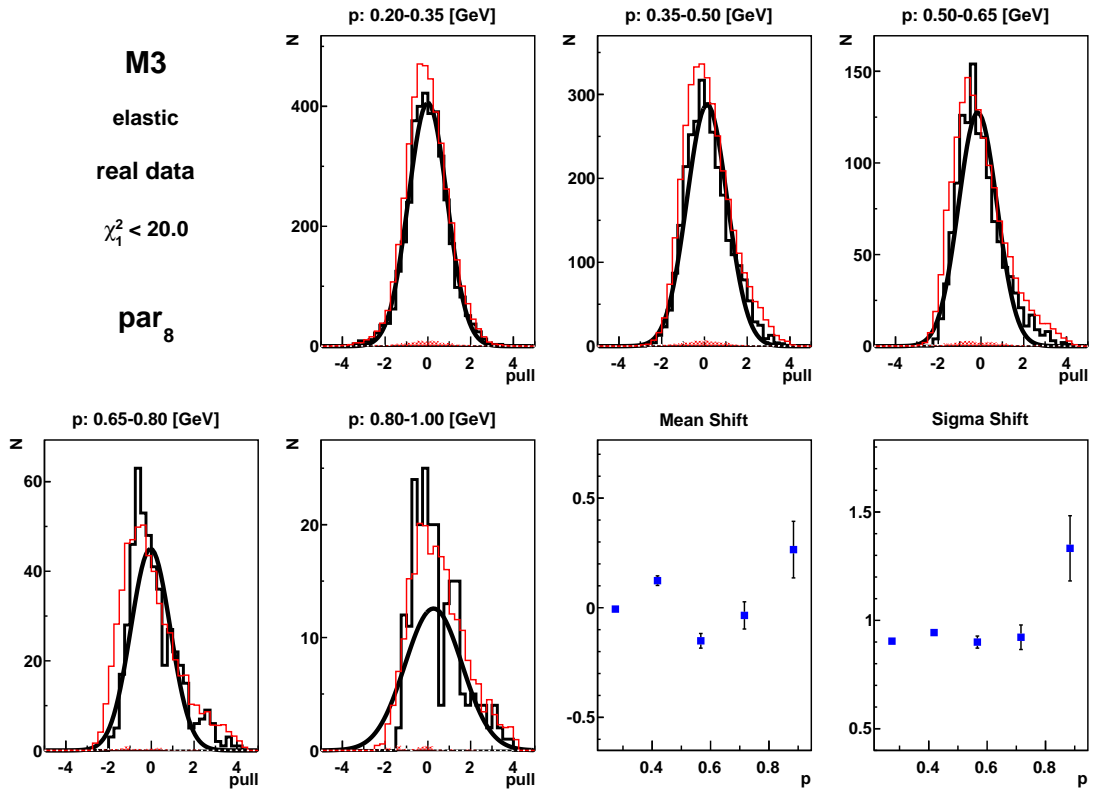 M3
elastic
real data
χ₁² < 20.0
par₈
p: 0.20-0.35 [GeV]
N
400
200
0
-4 -2 0 2 4
pull
p: 0.35-0.50 [GeV]
N
300
200
100
0
-4 -2 0 2 4
pull
p: 0.50-0.65 [GeV]
N
150
100
50
0
-4 -2 0 2 4
pull
p: 0.65-0.80 [GeV]
N
60
40
20
0
-4 -2 0 2 4
pull
p: 0.80-1.00 [GeV]
N
20
10
0
-4 -2 0 2 4
pull
Mean Shift
0.5
0
-0.5
0.4 0.6 0.8
Sigma Shift
1.5
1
0.5
0.4 0.6 0.8
p